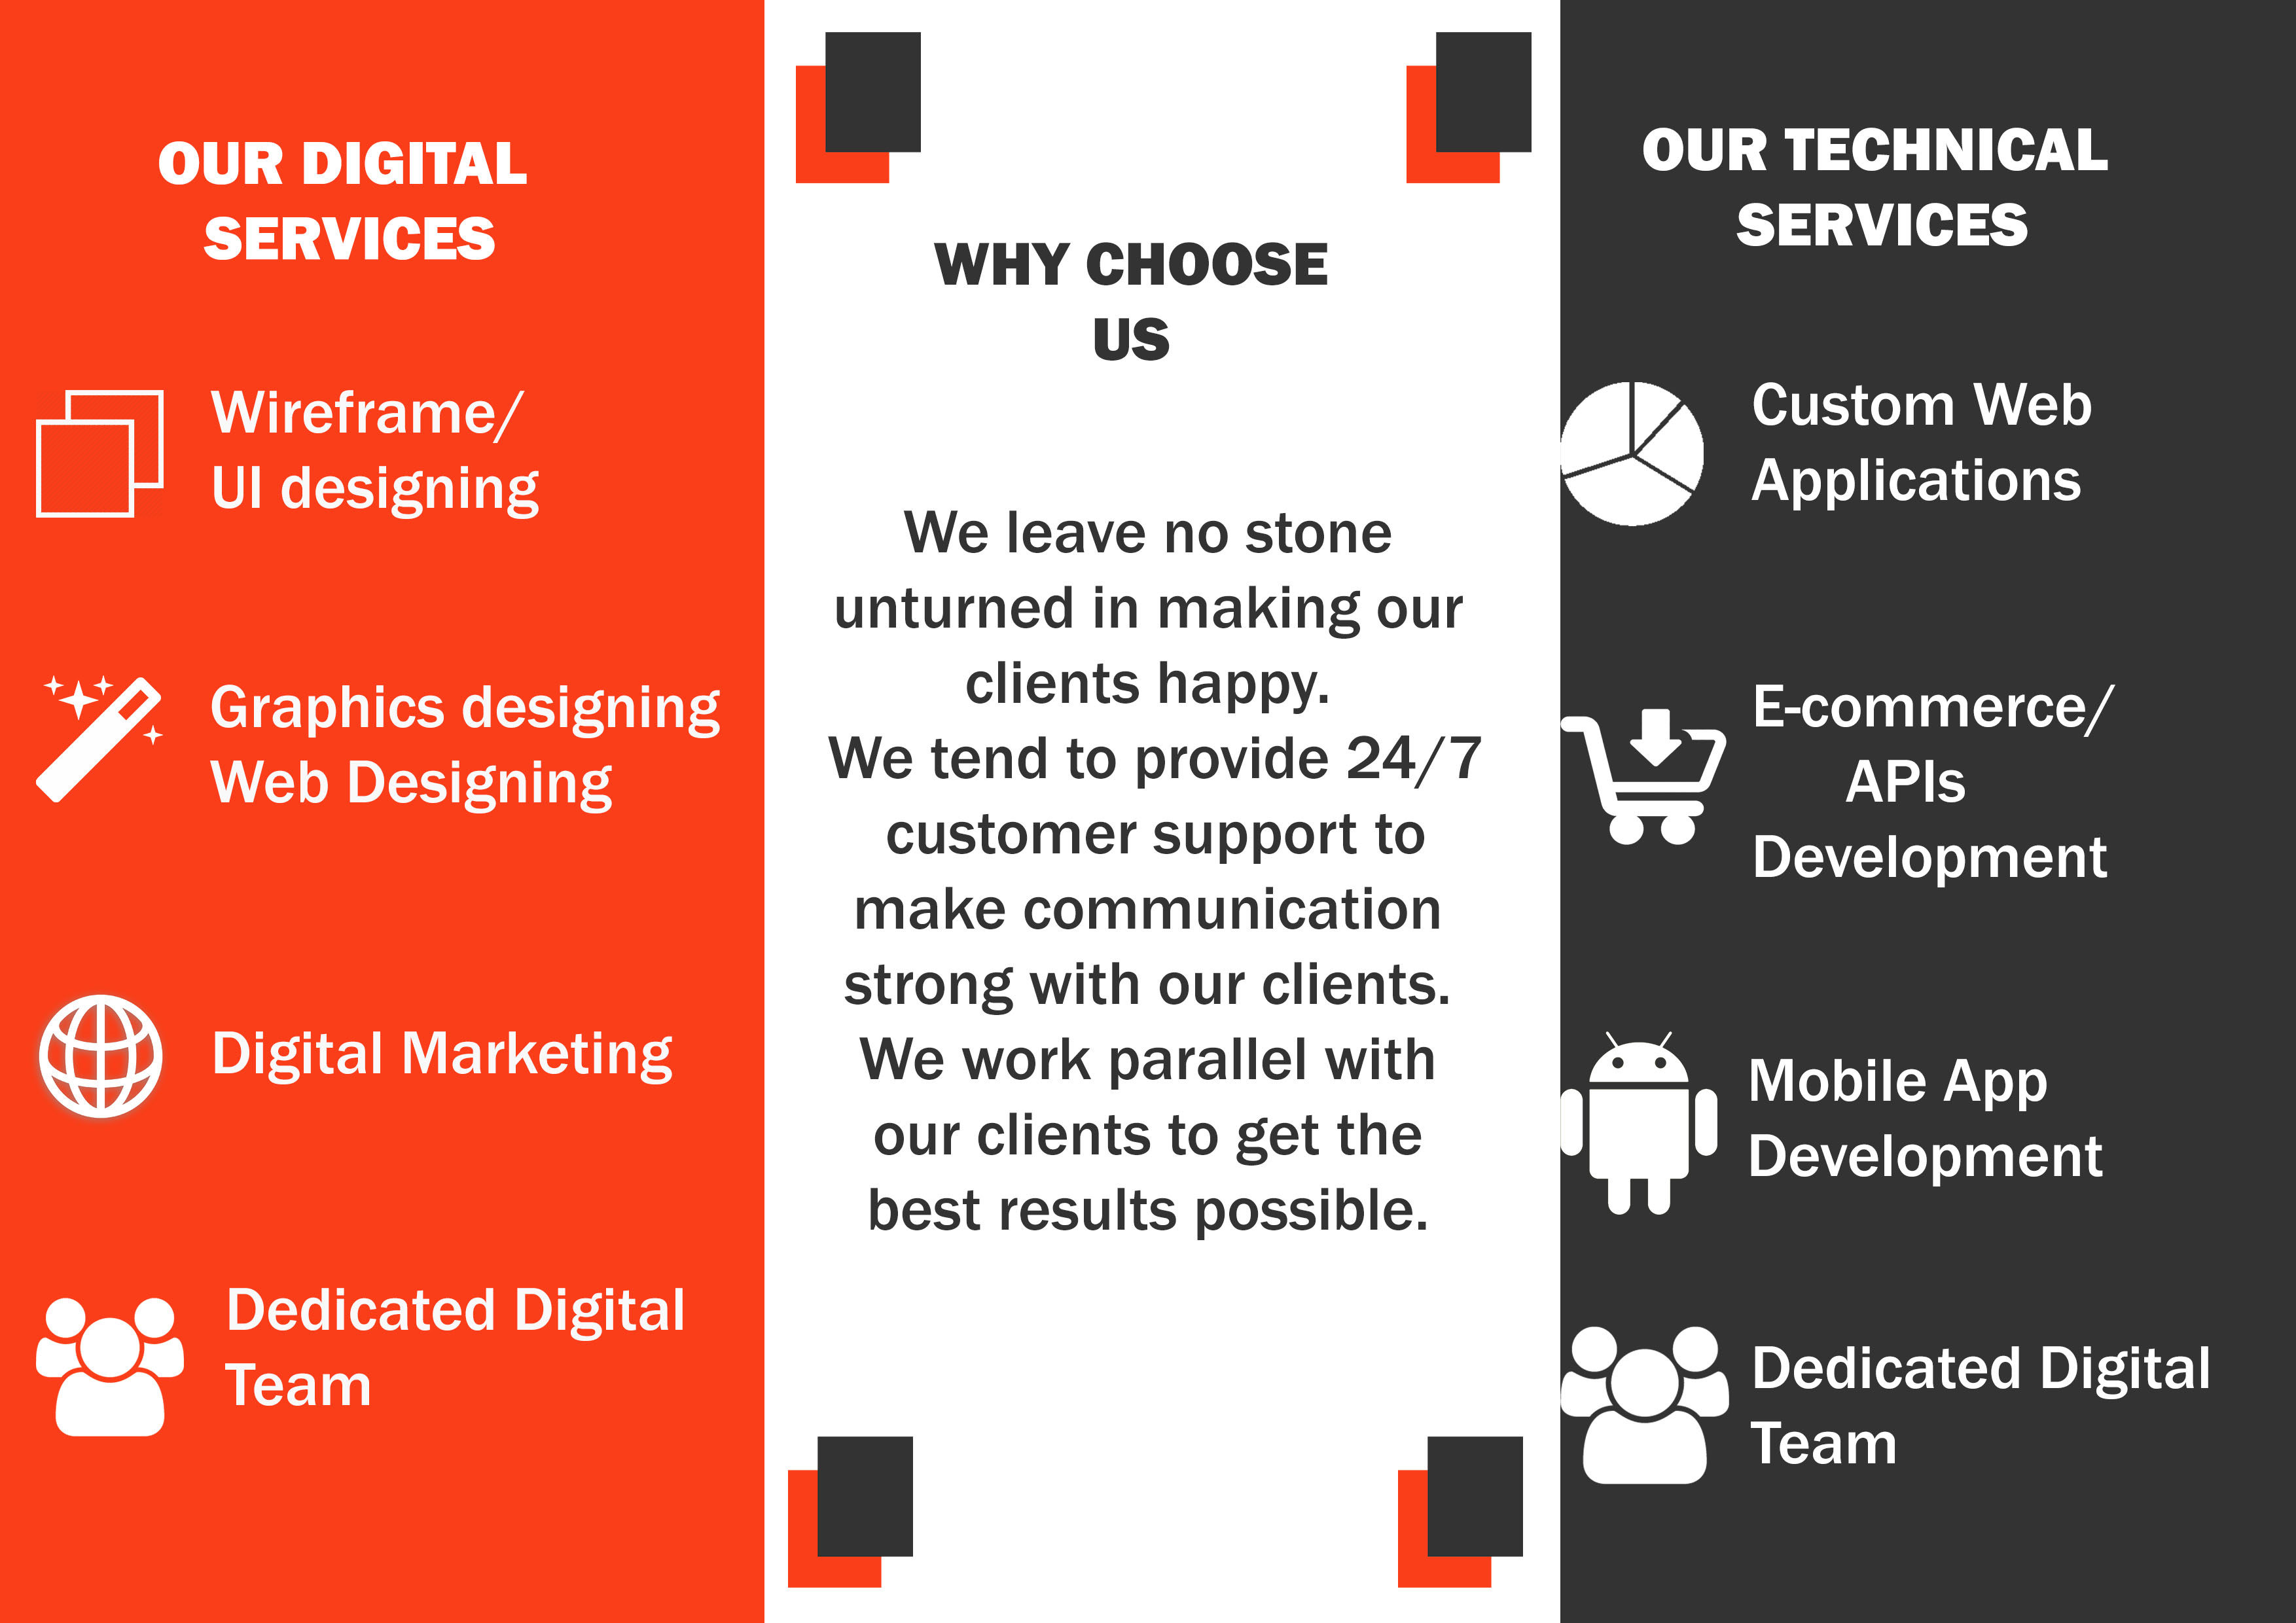 OUR DIGITAL
SERVICES
Wireframe/
UI designing
Graphics designing
Web Designing
Digital Marketing
Dedicated Digital
Team
WHY CHOOSE
US
We leave no stone
unturned in making our
clients happy.
We tend to provide 24/7
customer support to
make communication
strong with our clients.
We work parallel with
our clients to get the
best results possible.
OUR TECHNICAL
SERVICES
Custom Web
Applications
E-commerce/
APIs
Development
Mobile App
Development
Dedicated Digital
Team